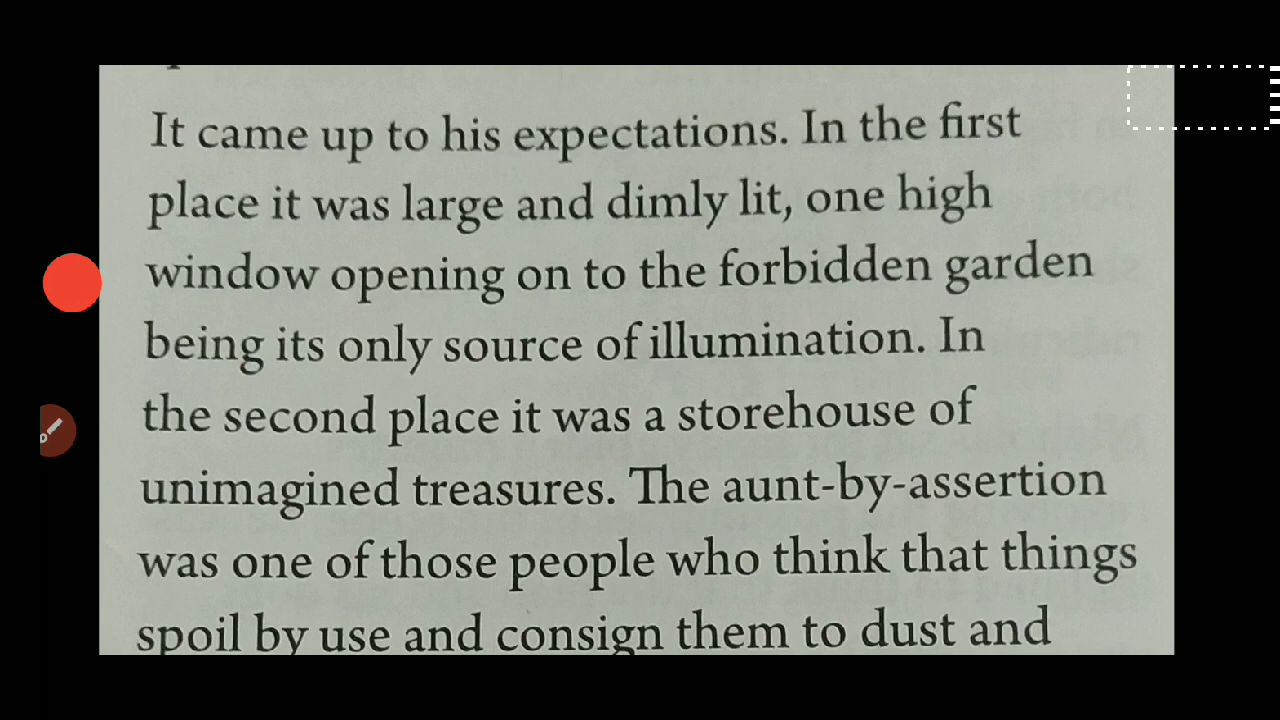 It came up to his expectations. In the first
place it was large and dimly lit, one high
window opening on to the forbidden garden
being its only source of illumination. In
the second place it was a storehouse of
unimagined treasures. The aunt-by-assertion
was one of those people who think that things
spoil by use and consign them to dust and